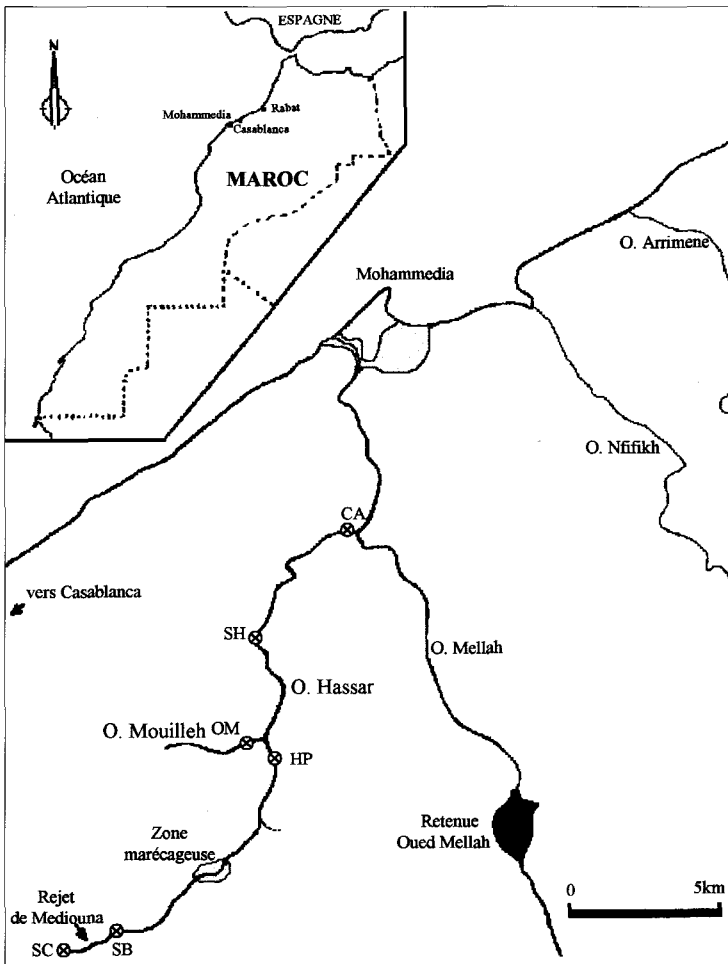 ESPAGNE
N
Mohammedia
Rabat
Casablanca
Océan
Atlantique
MAROC
O. Arrimene
Mohammedia
O. Nfifikh
CA
vers Casablanca
SH
O. Mellah
O. Hassar
O. Mouilleh
OM
HP
Retenue
Oued Mellah
Zone
marécageuse
Rejet
de Mediouna
0
5km
SC
SB